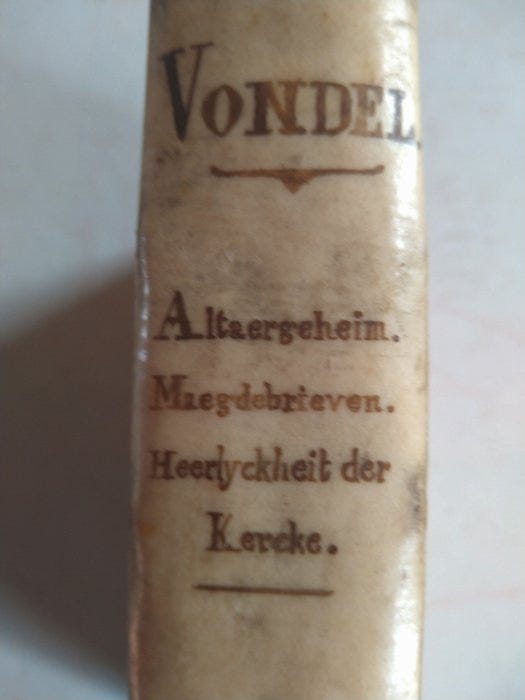 VONDEL.
Altaergeheim.
Maegdebrieven.
Heerlyckheit der
Kercke.